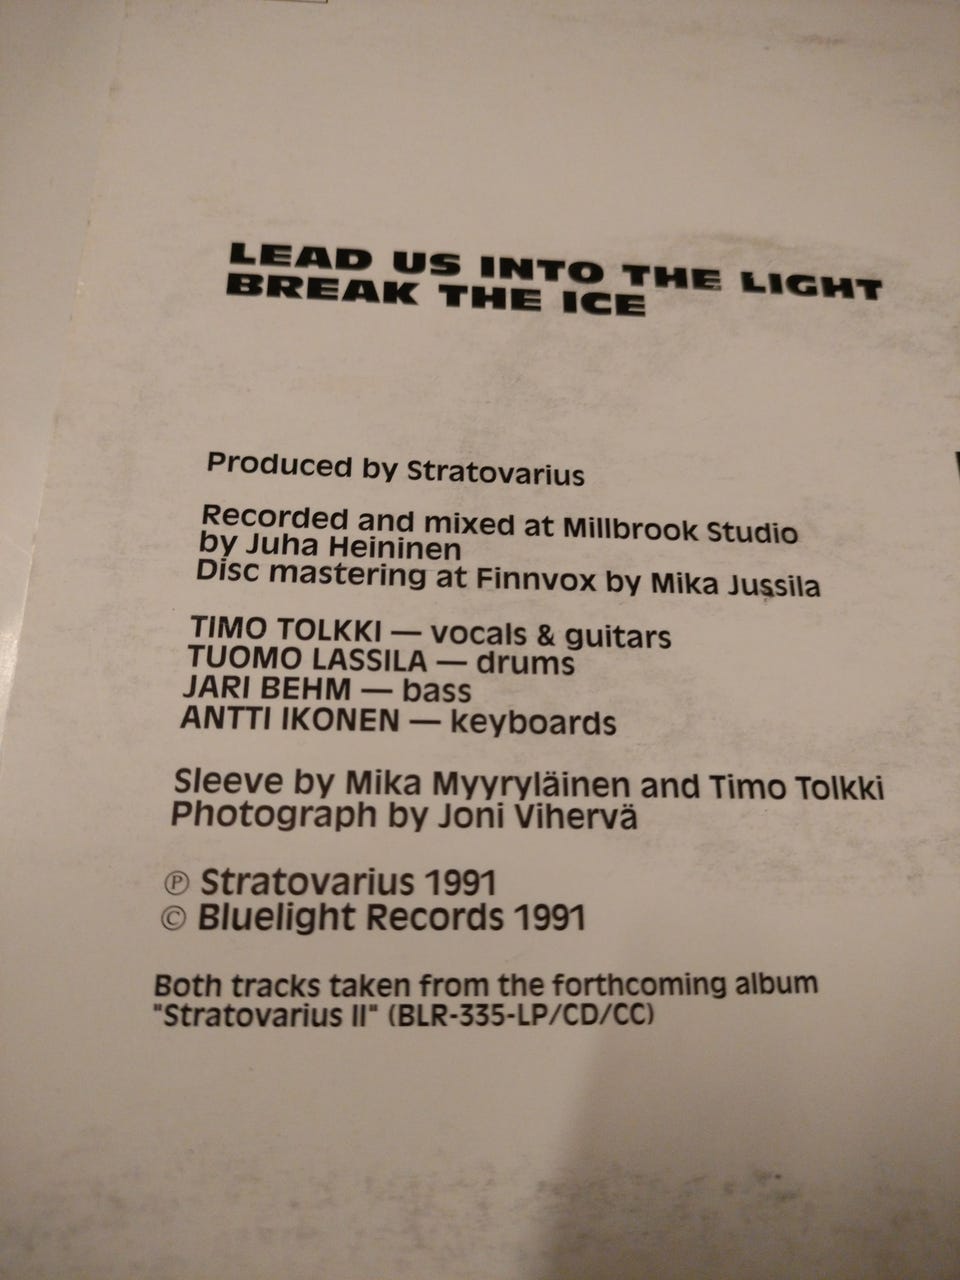 LEAD US INTO THE LIGHT
BREAK THE ICE
Produced by Stratovarius
Recorded and mixed at Millbrook Studio
by Juha Heininen
Disc mastering at Finnvox by Mika Jussila
TIMO TOLKKI — vocals & guitars
TUOMO LASSILA — drums
JARI BEHM — bass
ANTTI IKONEN — keyboards
Sleeve by Mika Myyryläinen and Timo Tolkki
Photograph by Joni Vihervä
℗ Stratovarius 1991
© Bluelight Records 1991
Both tracks taken from the forthcoming album
"Stratovarius II" (BLR-335-LP/CD/CC)